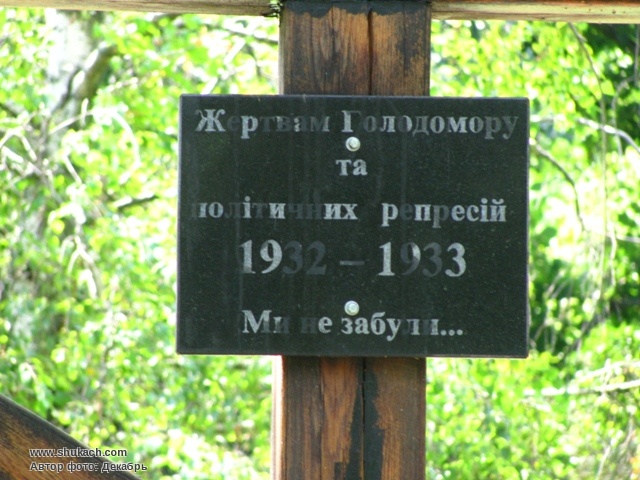 Жертвам Голодомору
та
політичних репресій
1932 – 1933
Ми не забули...
www.shukach.com
Автор фото: Декабрь